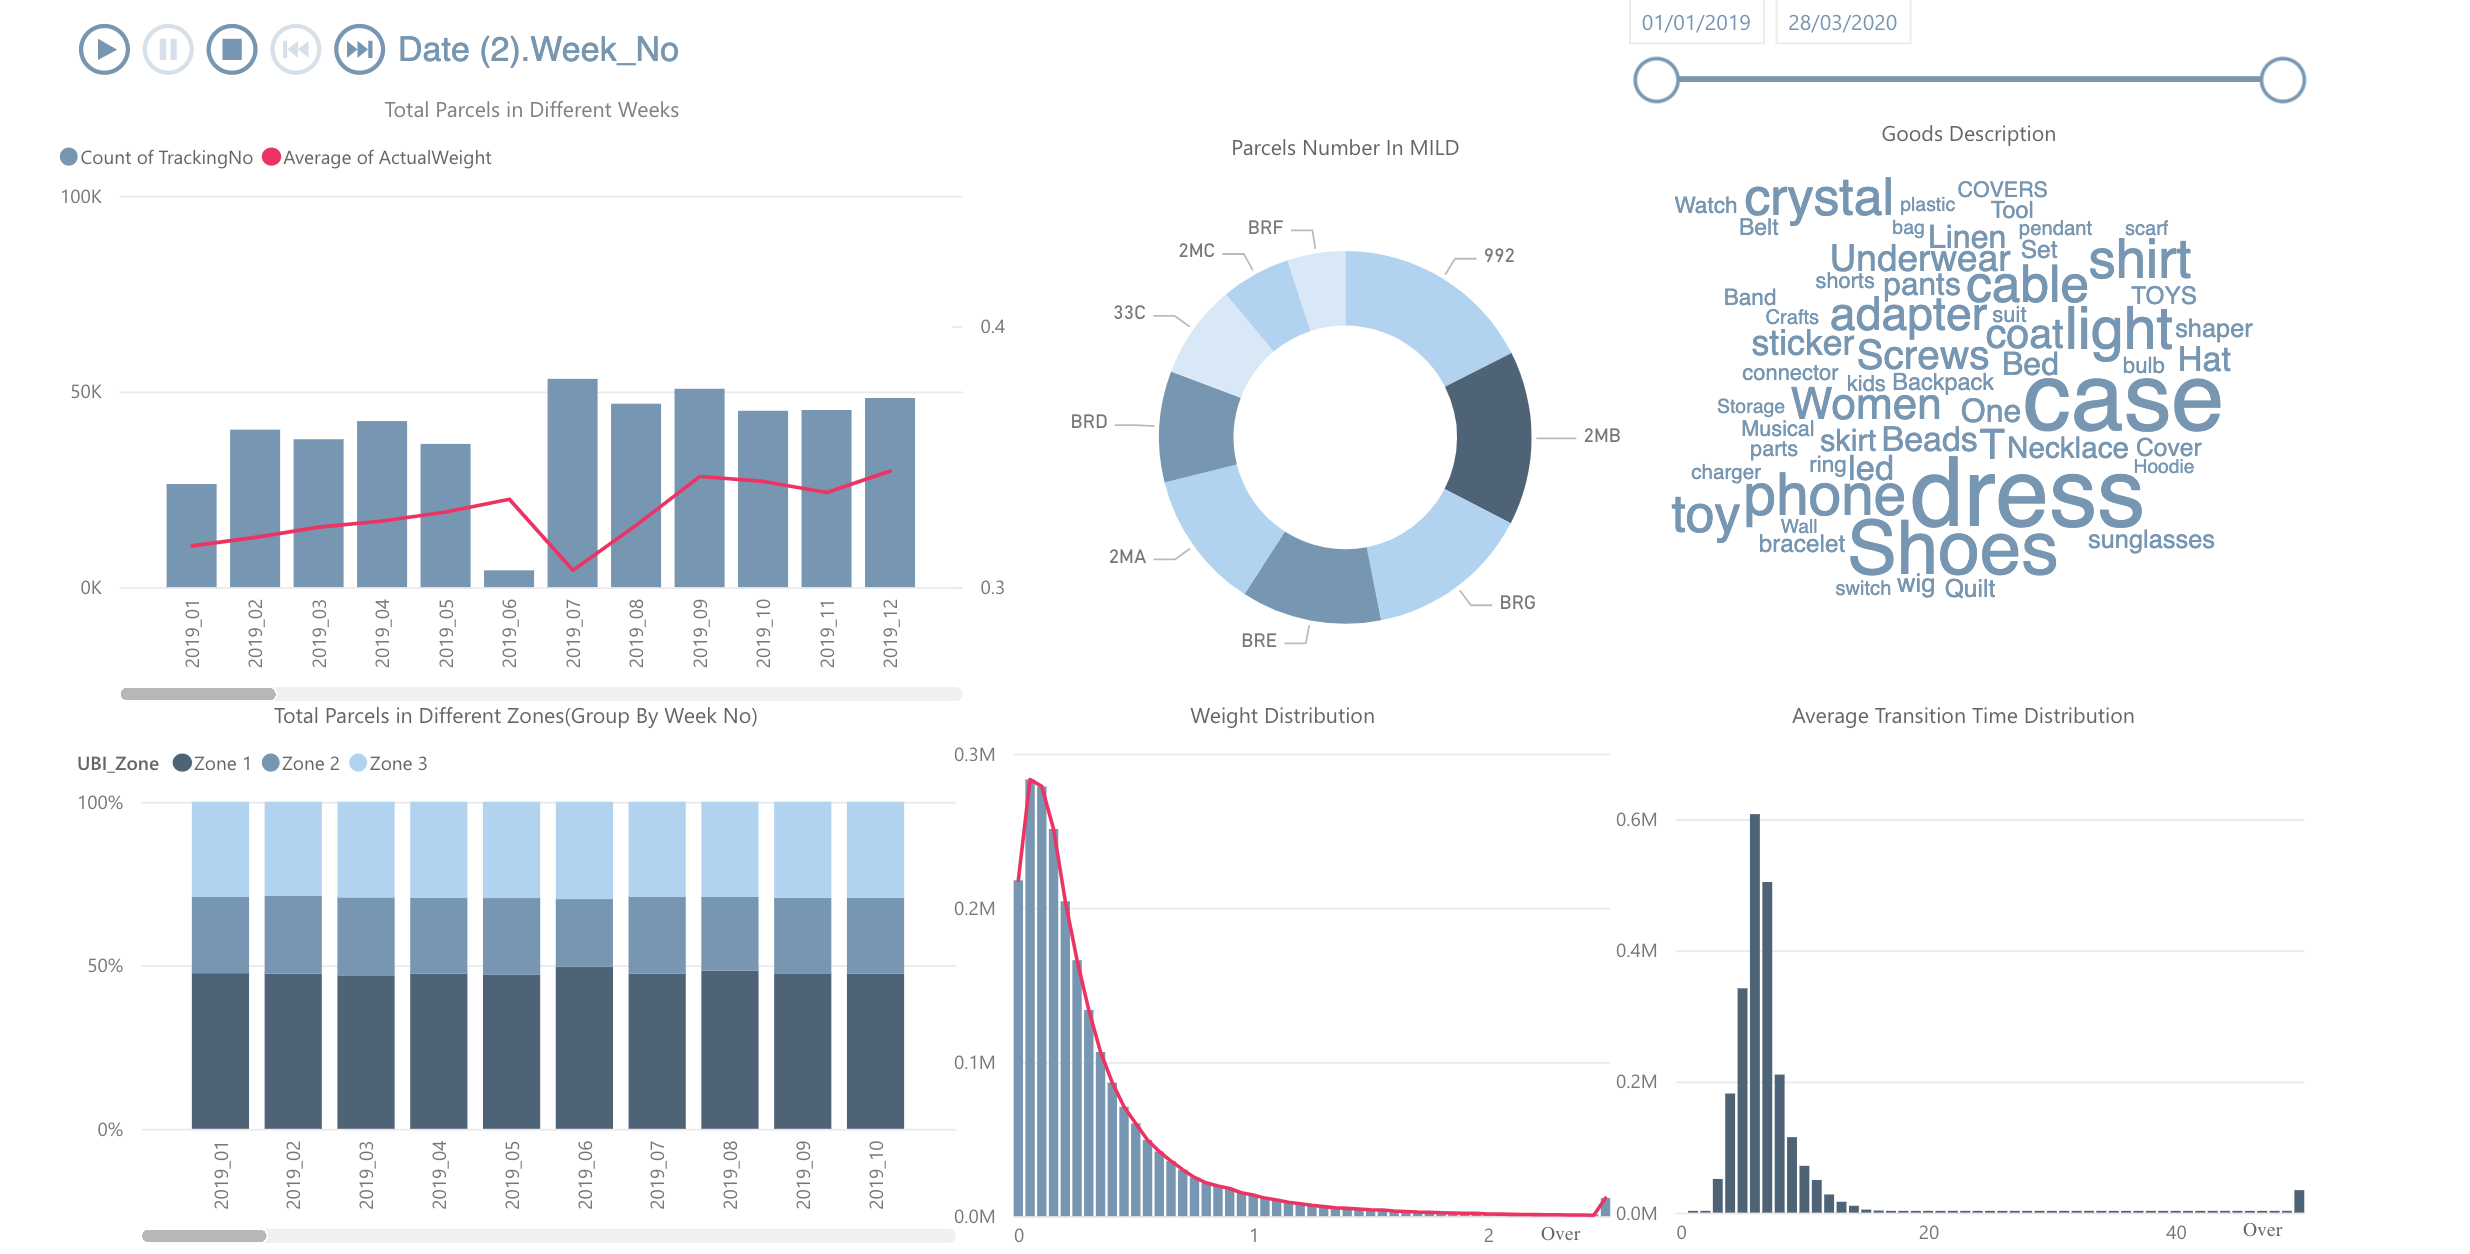 Date (2).Week_No
01/01/2019 28/03/2020
Total Parcels in Different Weeks
Count of TrackingNo Average of ActualWeight
100K
50K
0K
0.4
0.3
2019_01 2019_02 2019_03 2019_04 2019_05 2019_06 2019_07 2019_08 2019_09 2019_10 2019_11 2019_12
Parcels Number In MILD
BRF
992
2MC
33C
BRD
2MB
2MA
BRG
BRE
Goods Description
Watch crystal plastic COVERS
Tool
Belt bag Linen pendant scarf
Underwear Set shirt
shorts pants cable TOYS
Band
Crafts adapter suit coat light shaper
sticker Screws Bed bulb Hat
connector kids Backpack case
Storage Women One
Musical skirt Beads T Necklace Cover
parts
charger ring led Hoodie
toy phone dress
Wall
bracelet Shoes sunglasses
switch wig Quilt
Total Parcels in Different Zones(Group By Week No)
UBI_Zone Zone 1 Zone 2 Zone 3
100%
50%
0%
2019_01 2019_02 2019_03 2019_04 2019_05 2019_06 2019_07 2019_08 2019_09 2019_10
Weight Distribution
0.3M
0.2M
0.1M
0.0M
0 1 2 Over
Average Transition Time Distribution
0.6M
0.4M
0.2M
0.0M
0 20 40 Over